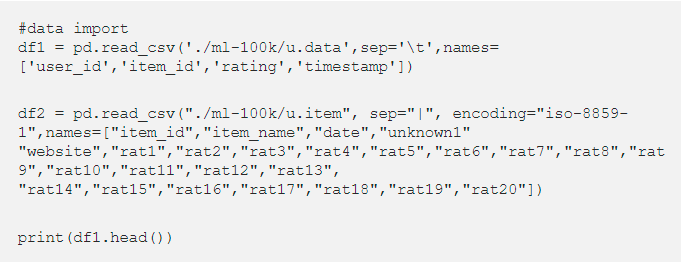 #data import
df1 = pd.read_csv('./ml-100k/u.data',sep='\t',names=
['user_id','item_id','rating','timestamp'])
df2 = pd.read_csv("./ml-100k/u.item", sep="|", encoding="iso-8859-
1",names=["item_id","item_name","date","unknown1"
"website","rat1","rat2","rat3","rat4","rat5","rat6","rat7","rat8","rat
9","rat10","rat11","rat12","rat13",
"rat14","rat15","rat16","rat17","rat18","rat19","rat20"])
print(df1.head())